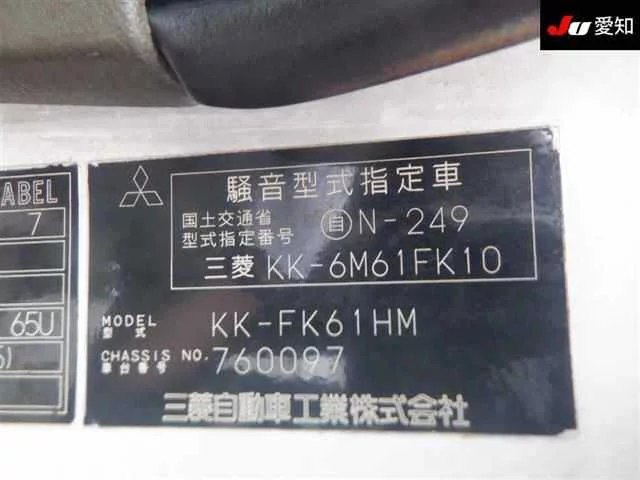 JU 愛知
ABEL
7
65U
騒音型式指定車
国土交通省
型式指定番号 自N-249
三菱 KK-6M61FK10
MODEL
型式 KK-FK61HM
CHASSIS NO.
車台番号 760097
三菱自動車工業株式会社